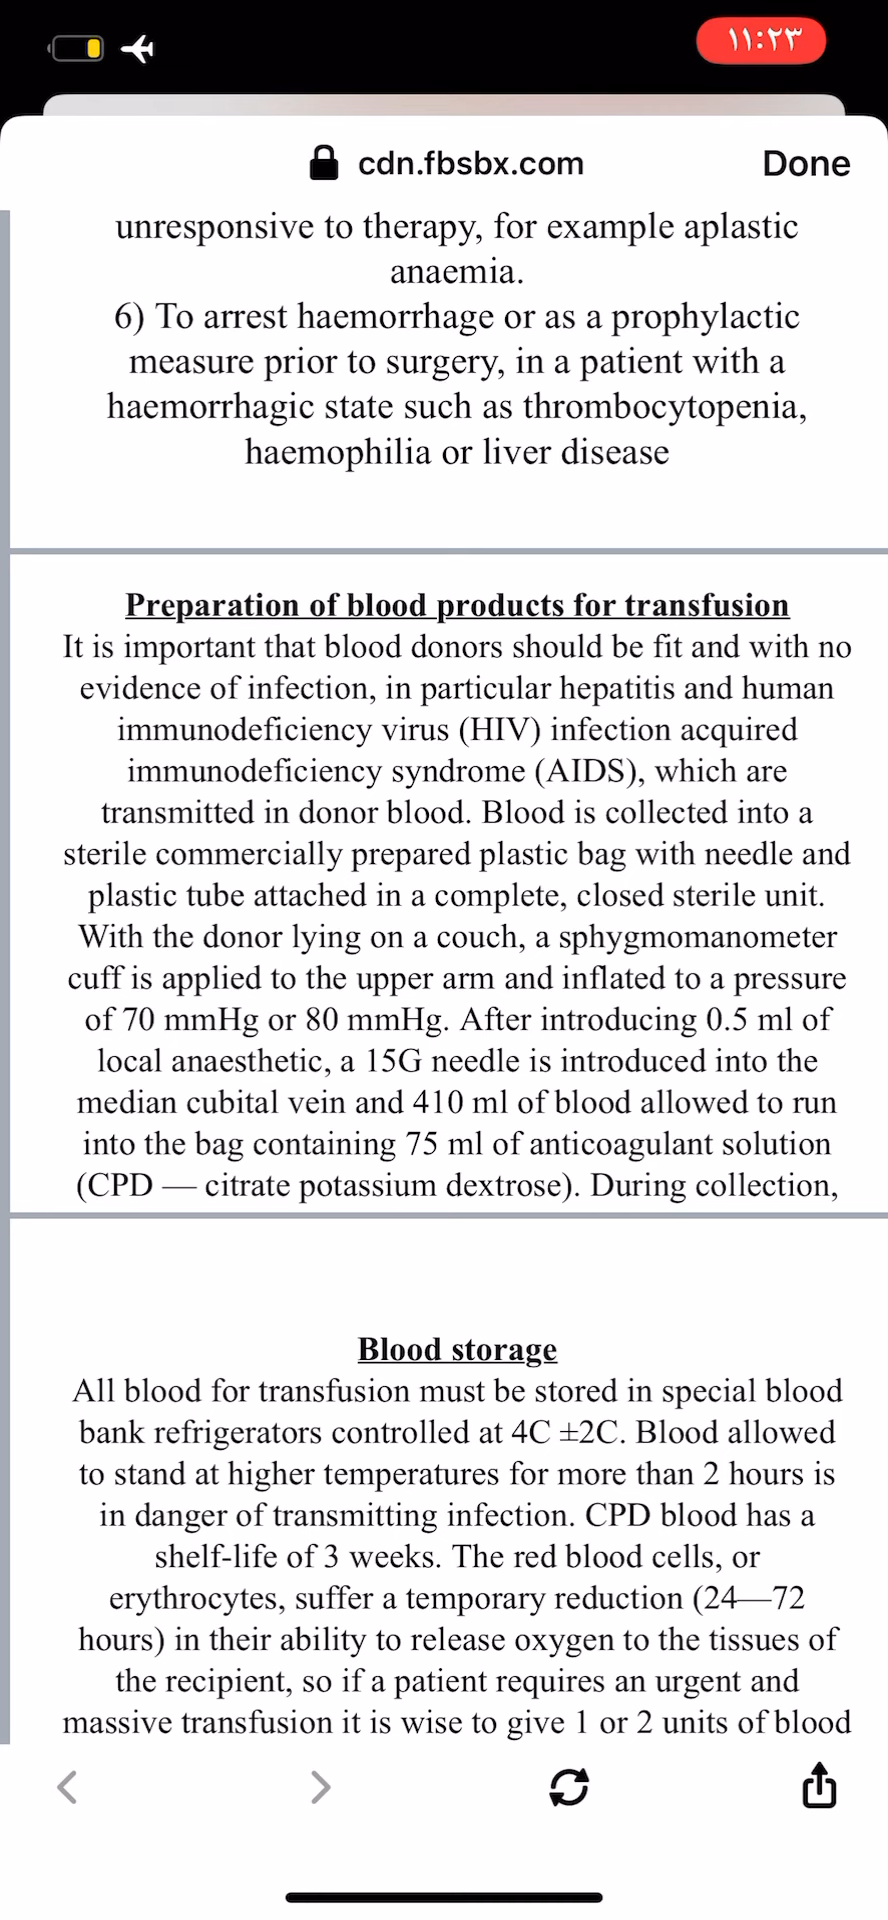 ۱۱:۲۳
cdn.fbsbx.com
Done
unresponsive to therapy, for example aplastic
anaemia.
6) To arrest haemorrhage or as a prophylactic
measure prior to surgery, in a patient with a
haemorrhagic state such as thrombocytopenia,
haemophilia or liver disease
Preparation of blood products for transfusion
It is important that blood donors should be fit and with no
evidence of infection, in particular hepatitis and human
immunodeficiency virus (HIV) infection acquired
immunodeficiency syndrome (AIDS), which are
transmitted in donor blood. Blood is collected into a
sterile commercially prepared plastic bag with needle and
plastic tube attached in a complete, closed sterile unit.
With the donor lying on a couch, a sphygmomanometer
cuff is applied to the upper arm and inflated to a pressure
of 70 mmHg or 80 mmHg. After introducing 0.5 ml of
local anaesthetic, a 15G needle is introduced into the
median cubital vein and 410 ml of blood allowed to run
into the bag containing 75 ml of anticoagulant solution
(CPD — citrate potassium dextrose). During collection,
Blood storage
All blood for transfusion must be stored in special blood
bank refrigerators controlled at 4C ±2C. Blood allowed
to stand at higher temperatures for more than 2 hours is
in danger of transmitting infection. CPD blood has a
shelf-life of 3 weeks. The red blood cells, or
erythrocytes, suffer a temporary reduction (24—72
hours) in their ability to release oxygen to the tissues of
the recipient, so if a patient requires an urgent and
massive transfusion it is wise to give 1 or 2 units of blood